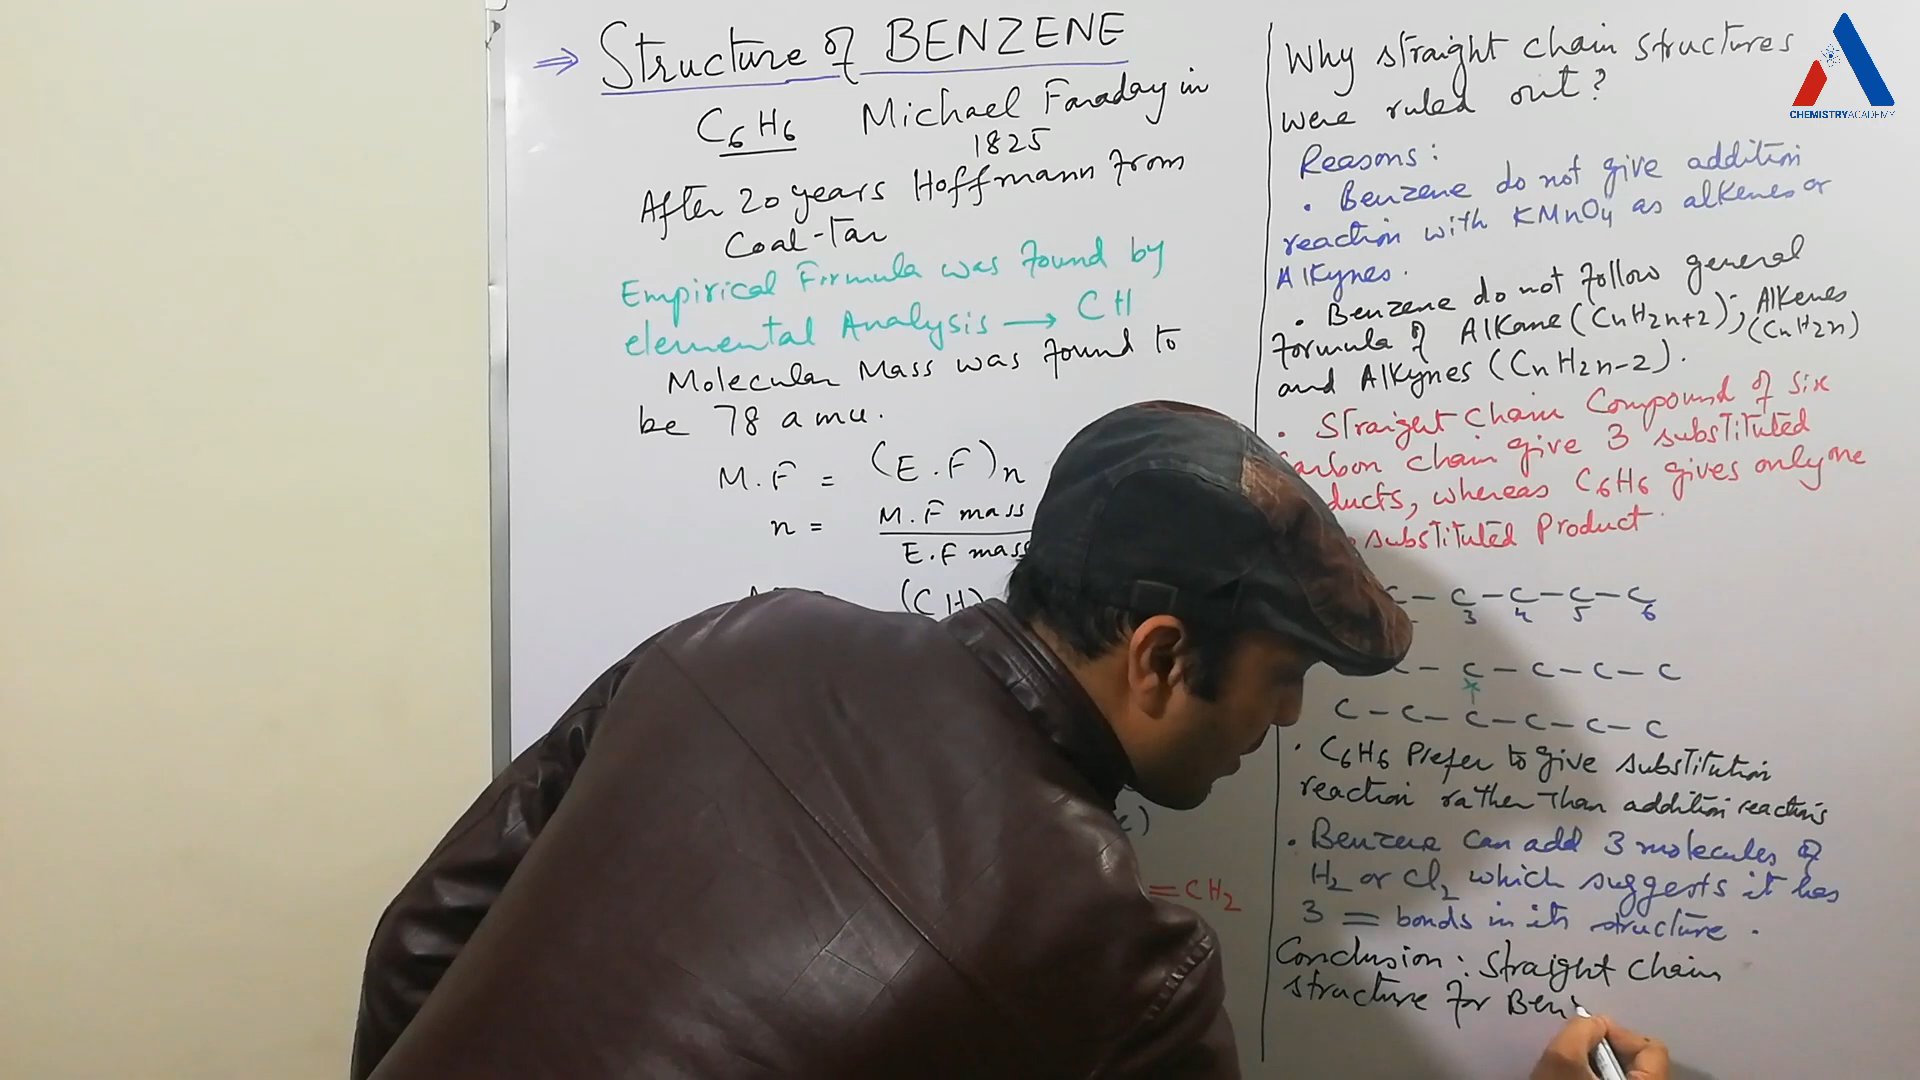 ⇒ Structure of BENZENE
C6H6 Michael Faraday in
1825
After 20 years Hoffmann from
Coal-Tar
Empirical Formula was found by
elemental Analysis → CH
Molecular Mass was found to
be 78 amu.
M.F = (E.F)n
n = M.F mass
E.F mass
(CH)
=CH2
Why straight chain structures
were ruled out?
Reasons:
• Benzene do not give addition
reaction with KMnO4 as alkenes or
Alkynes.
• Benzene do not follow general
formula of Alkane (CnH2n+2), Alkenes
(CnH2n)
and Alkynes (CnH2n-2).
• Straight Chain Compound of six
carbon chain give 3 substituted
ducts, whereas C6H6 gives only one
substituted Product.
C – C – C – C – C
3 4 5 6
C – C – C – C – C
C – C – C – C – C – C
• C6H6 Prefer to give substitution
reaction rather than addition reactions
• Benzene can add 3 molecules of
H2 or Cl2 which suggests it has
3 = bonds in its structure.
Conclusion: Straight chain
structure for Ben
CHEMISTRYACADEMY